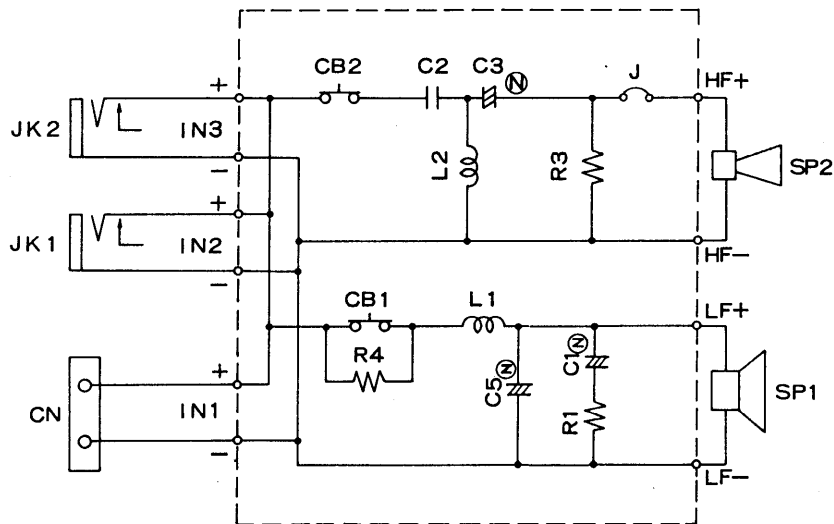 CB2 C2 C3 Ⓝ J HF+
JK2 + IN3 −
L2 R3 SP2
JK1 + IN2 −
HF−
CB1 L1 LF+
R4 C5 Ⓝ C1 Ⓝ
CN + IN1 −
R1 SP1
LF−